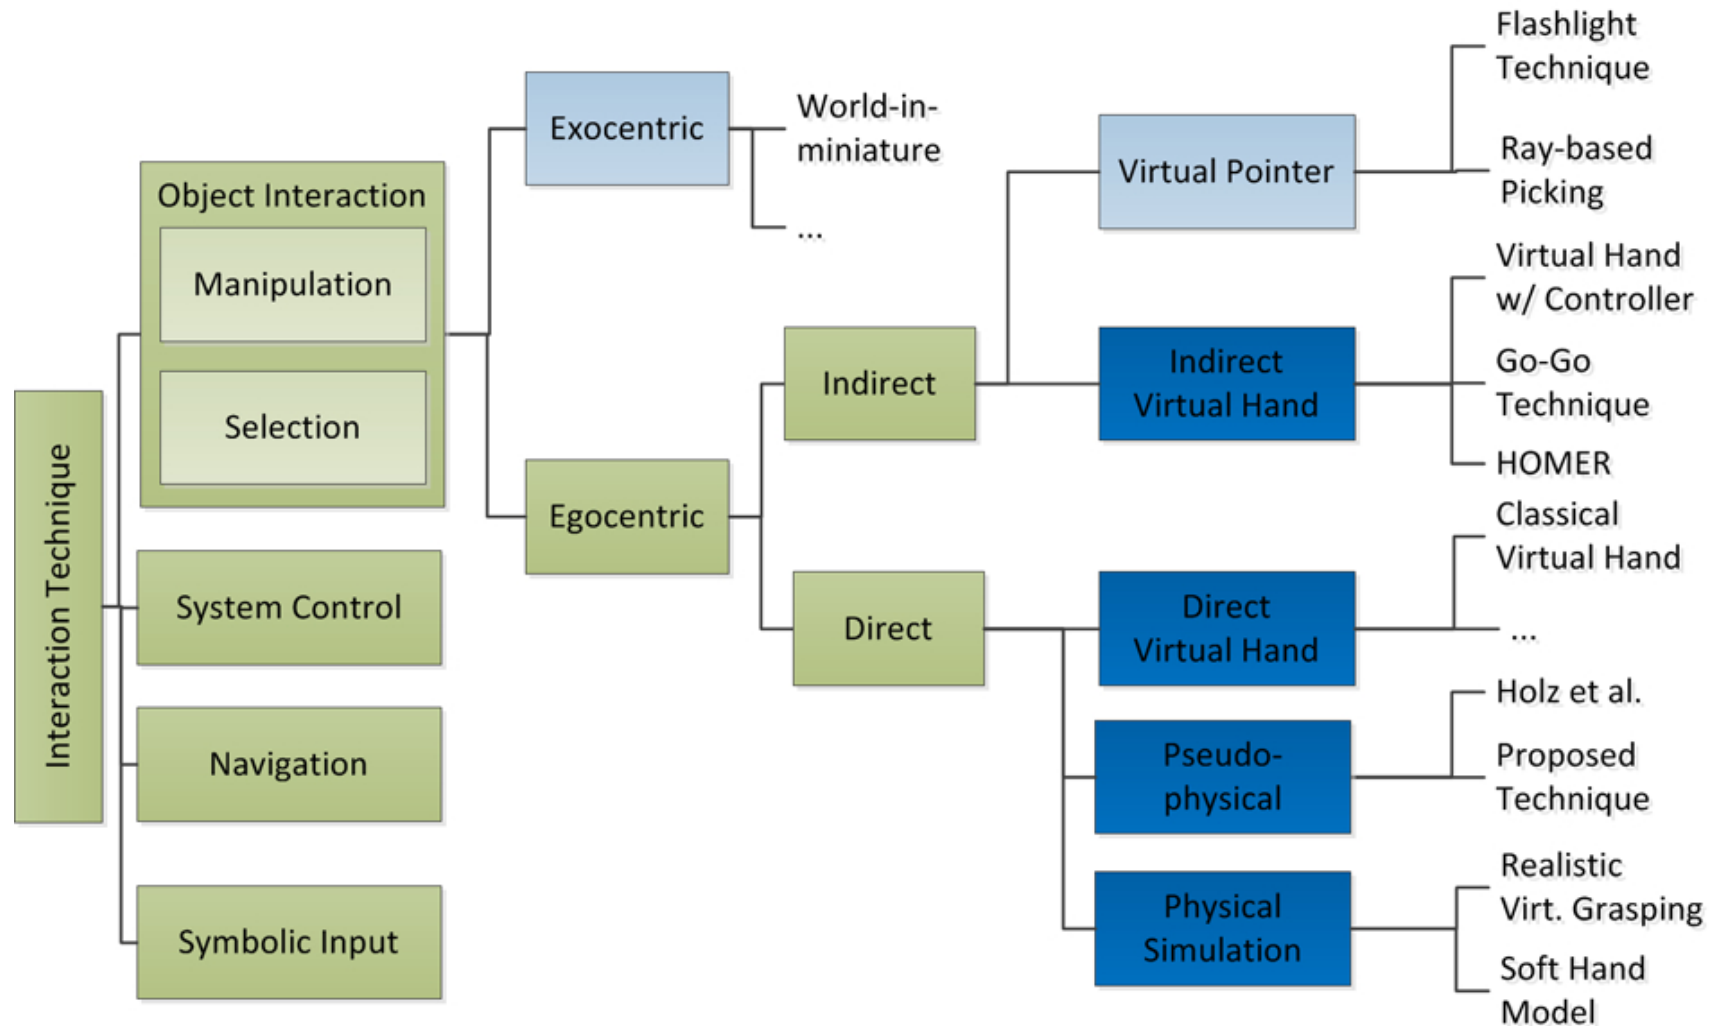 Interaction Technique
Object Interaction
Manipulation
Selection
System Control
Navigation
Symbolic Input
Exocentric
World-in-
miniature
...
Egocentric
Indirect
Virtual Pointer
Flashlight
Technique
Ray-based
Picking
Indirect
Virtual Hand
Virtual Hand
w/ Controller
Go-Go
Technique
HOMER
Direct
Direct
Virtual Hand
Classical
Virtual Hand
...
Pseudo-
physical
Holz et al.
Proposed
Technique
Physical
Simulation
Realistic
Virt. Grasping
Soft Hand
Model